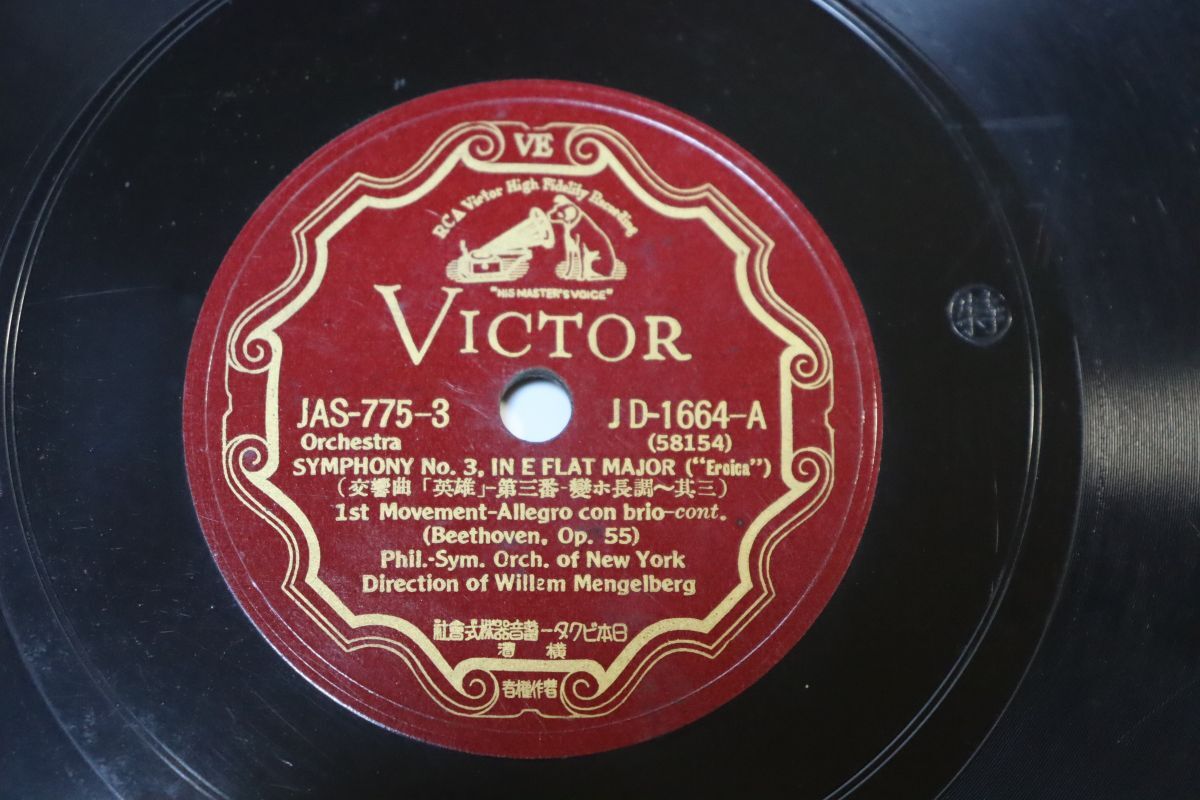 VE
RCA Victor High Fidelity Recording
"HIS MASTER'S VOICE"
VICTOR
JAS-775-3 JD-1664-A
Orchestra (58154)
SYMPHONY No. 3, IN E FLAT MAJOR ("Eroica")
(交響曲「英雄」-第三番-變ホ長調~其三)
1st Movement-Allegro con brio-cont.
(Beethoven, Op. 55)
Phil.-Sym. Orch. of New York
Direction of Willem Mengelberg
社會式株器音蓄ータクビ本日
濱横
者權作著
特